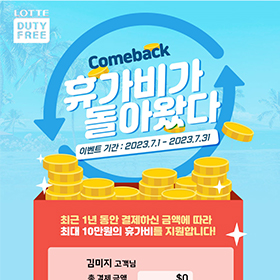 LOTTE
DUTY
FREE
Comeback
휴가비가
돌아왔다
이벤트 기간 : 2023.7.1 - 2023.7.31
최근 1년 동안 결제하신 금액에 따라
최대 10만원의 휴가비를 지원합니다!
김미지 고객님
총 결제 금액 $0